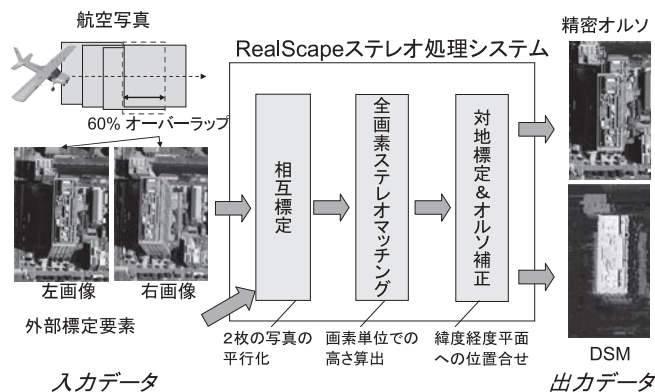 航空写真
60% オーバーラップ
左画像
右画像
外部標定要素
入力データ
RealScapeステレオ処理システム
相互標定
全画素ステレオマッチング
対地標定&オルソ補正
2枚の写真の
平行化
画素単位での
高さ算出
緯度経度平面
への位置合せ
精密オルソ
DSM
出力データ